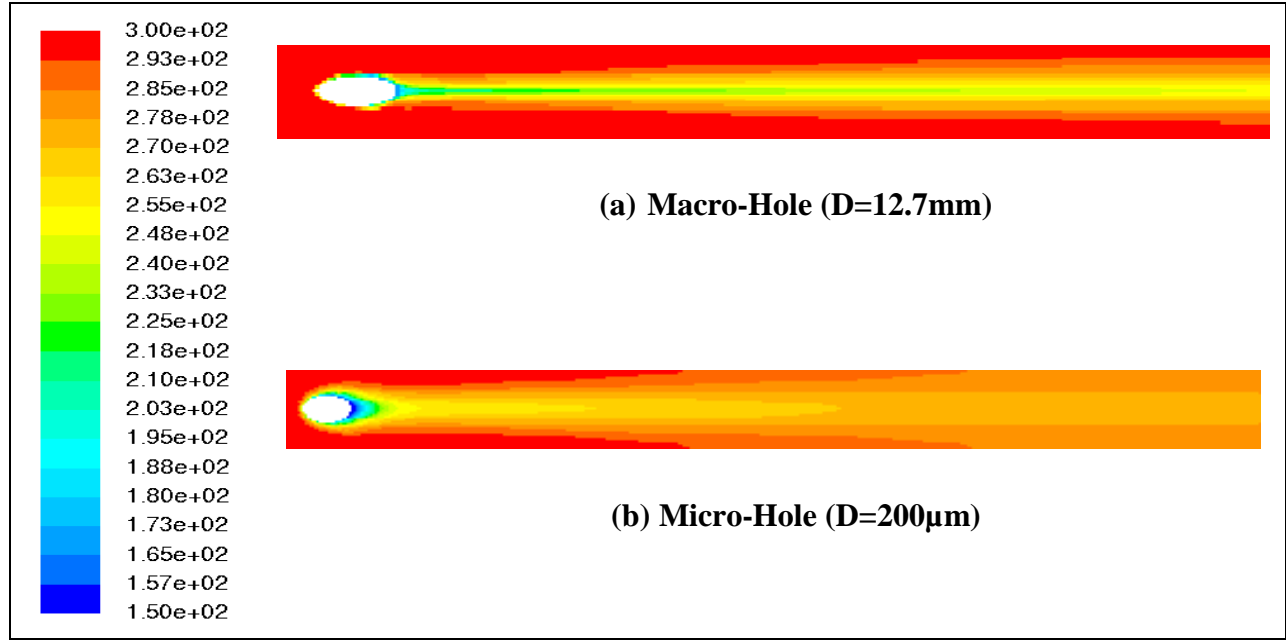 3.00e+02
2.93e+02
2.85e+02
2.78e+02
2.70e+02
2.63e+02
2.55e+02
2.48e+02
2.40e+02
2.33e+02
2.25e+02
2.18e+02
2.10e+02
2.03e+02
1.95e+02
1.88e+02
1.80e+02
1.73e+02
1.65e+02
1.57e+02
1.50e+02
(a) Macro-Hole (D=12.7mm)
(b) Micro-Hole (D=200µm)